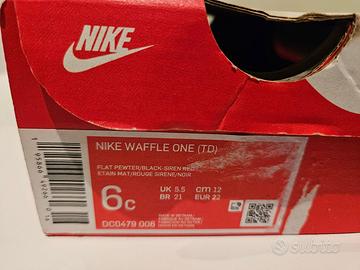 NIKE
NIKE WAFFLE ONE (TD)
FLAT PEWTER/BLACK-SIREN RED
ETAIN MAT/ROUGE SIRENE/NOIR
6C
UK 5.5
cm 12
BR 21
EUR 22
DC0479 006
MADE IN VIETNAM
subito